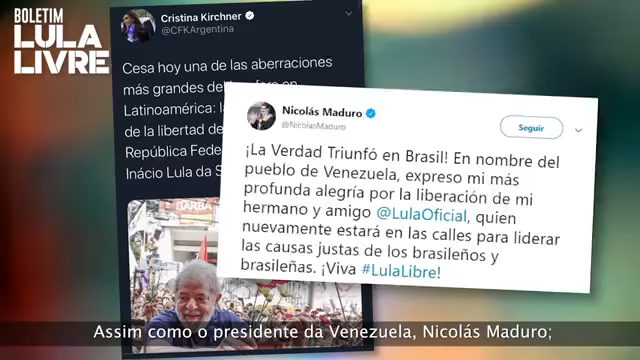 BOLETIM
LULA
LIVRE
Cristina Kirchner
@CFKArgentina
Cesa hoy una de las aberraciones
más grandes del
en
Latinoamérica: la
de la libertad de
República Fede
Inácio Lula da S
Nicolás Maduro
@NicolasMaduro
Seguir
¡La Verdad Triunfó en Brasil! En nombre del
pueblo de Venezuela, expreso mi más
profunda alegría por la liberación de mi
hermano y amigo @LulaOficial, quien
nuevamente estará en las calles para liderar
las causas justas de los brasileños y
brasileñas. ¡Viva #LulaLibre!
Assim como o presidente da Venezuela, Nicolás Maduro;